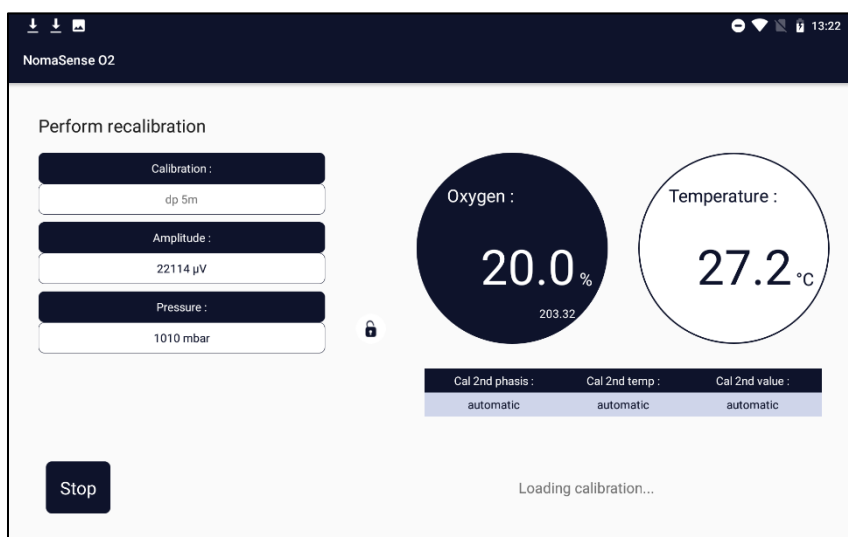 13:22
NomaSense O2
Perform recalibration
Calibration :
dp 5m
Amplitude :
22114 µV
Pressure :
1010 mbar
Oxygen :
20.0 %
203.32
Temperature :
27.2 °C
Cal 2nd phasis : Cal 2nd temp : Cal 2nd value :
automatic automatic automatic
Stop
Loading calibration...